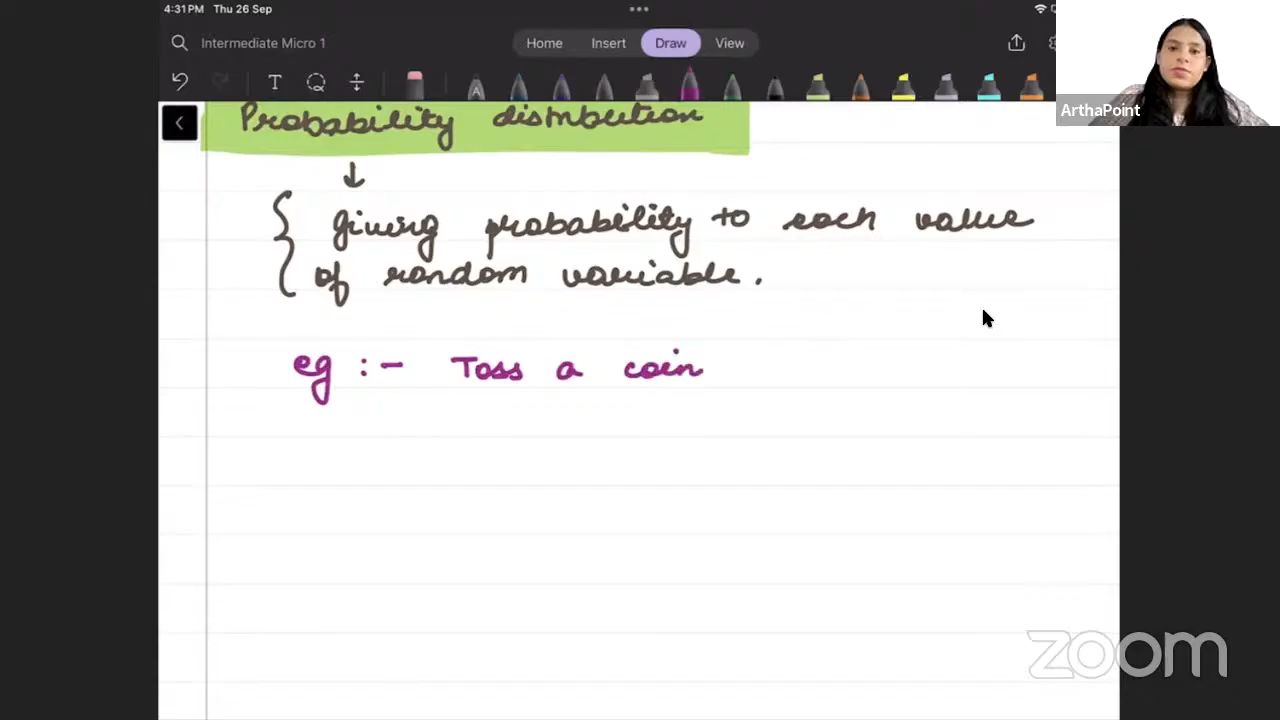 4:31 PM Thu 26 Sep
Intermediate Micro 1
Home Insert Draw View
T
A
ArthaPoint
Probability distribution
giving probability to each value
of random variable.
eg :- Toss a coin
zoom